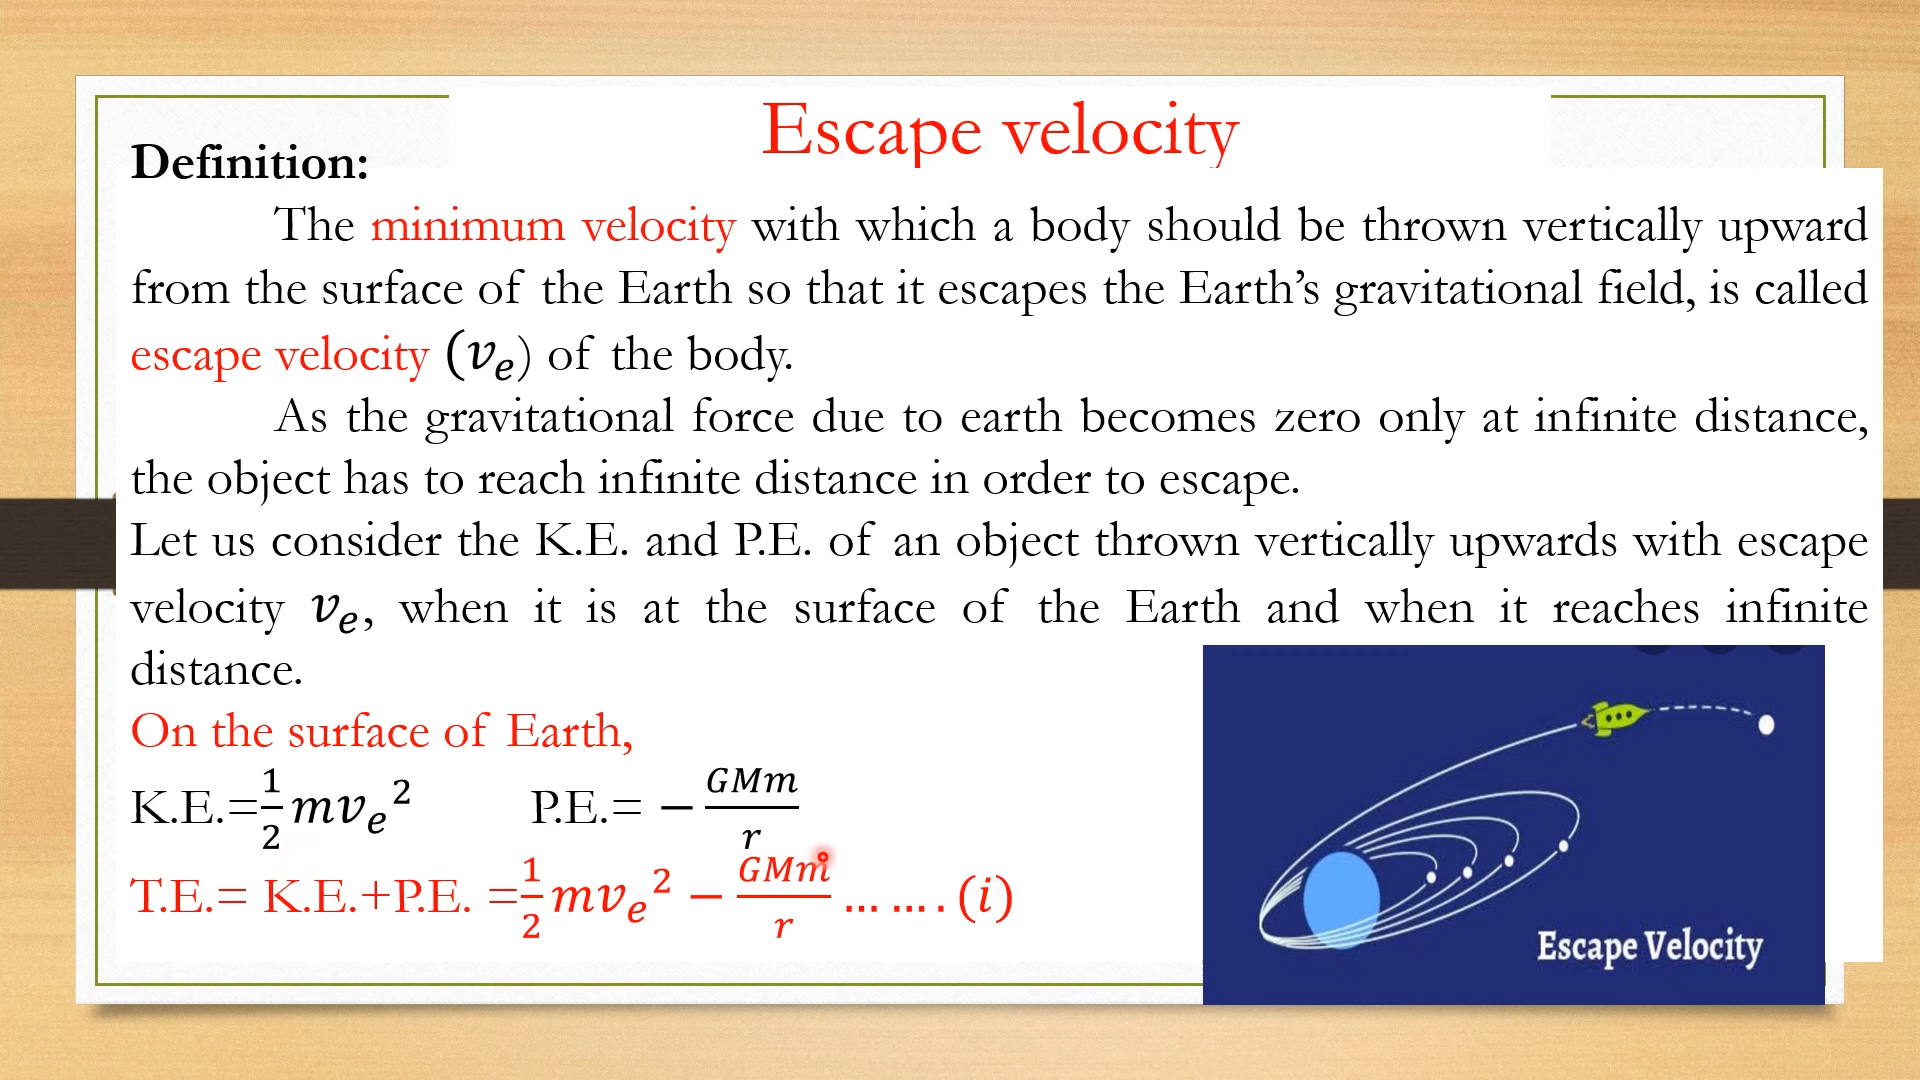 Escape velocity
Definition:
The minimum velocity with which a body should be thrown vertically upward
from the surface of the Earth so that it escapes the Earth’s gravitational field, is called
escape velocity (vₑ) of the body.
As the gravitational force due to earth becomes zero only at infinite distance,
the object has to reach infinite distance in order to escape.
Let us consider the K.E. and P.E. of an object thrown vertically upwards with escape
velocity vₑ, when it is at the surface of the Earth and when it reaches infinite
distance.
On the surface of Earth,
K.E.=1/2 mvₑ² P.E.= − GMm/r
T.E.= K.E.+P.E. =1/2 mvₑ² − GMm/r … … . (i)
Escape Velocity